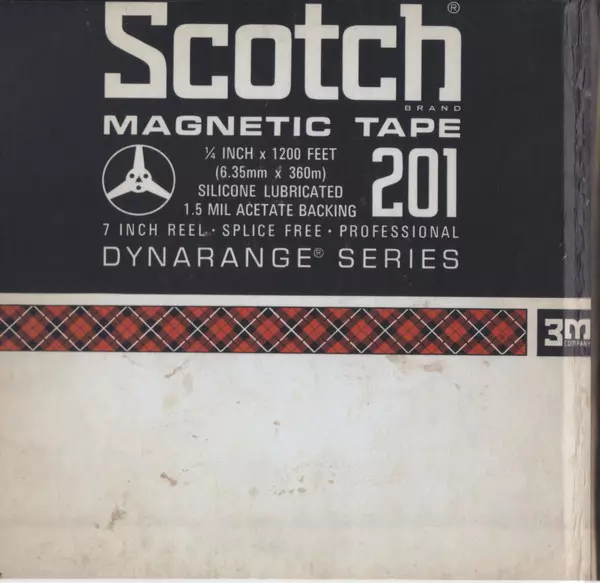 Scotch®
BRAND
MAGNETIC TAPE
¼ INCH x 1200 FEET
(6.35mm x 360m)
SILICONE LUBRICATED
1.5 MIL ACETATE BACKING
201
7 INCH REEL · SPLICE FREE · PROFESSIONAL
DYNARANGE® SERIES
3M
COMPANY